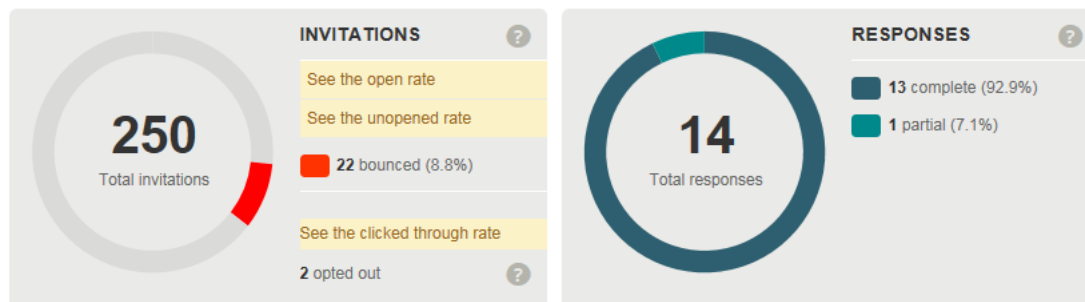 INVITATIONS ?
See the open rate
See the unopened rate
250
Total invitations
22 bounced (8.8%)
See the clicked through rate
2 opted out ?
RESPONSES ?
13 complete (92.9%)
1 partial (7.1%)
14
Total responses